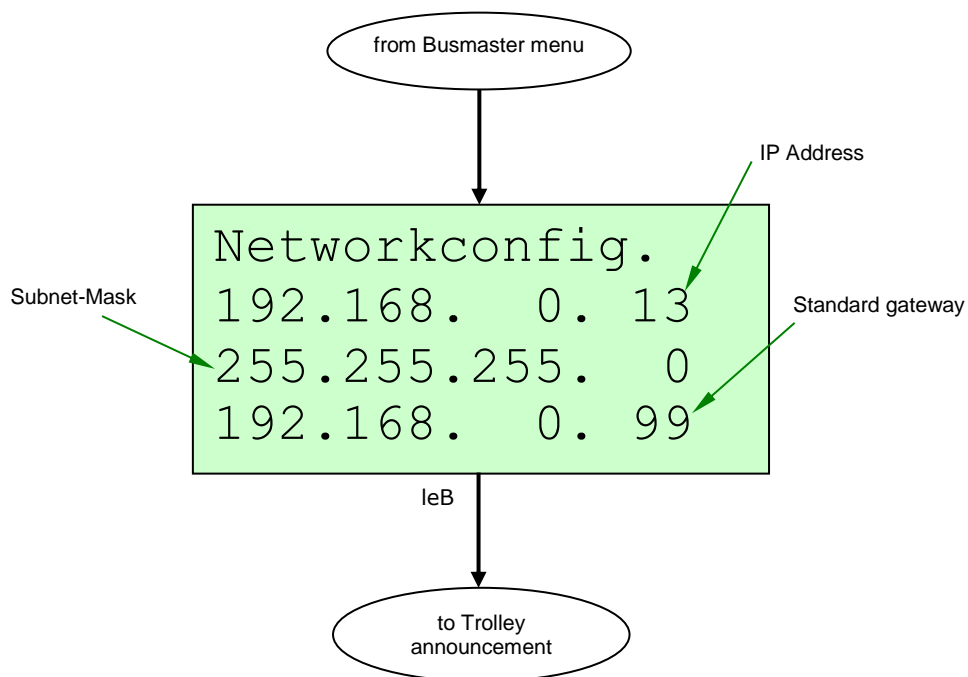 from Busmaster menu
IP Address
Networkconfig.
Subnet-Mask
192.168.  0. 13
Standard gateway
255.255.255.  0
192.168.  0. 99
leB
to Trolley
announcement